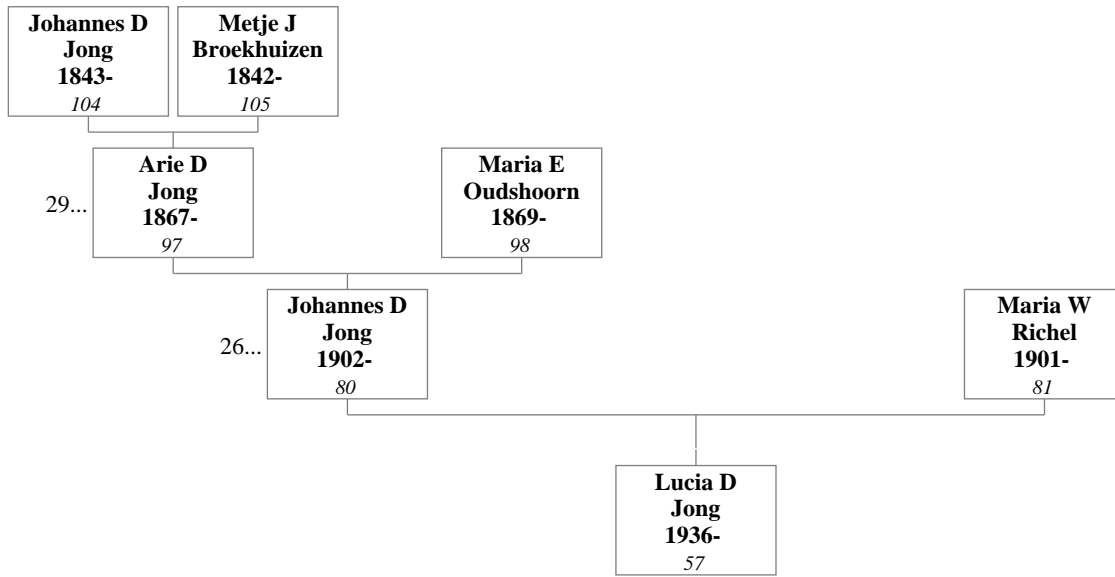 Johannes D
Jong
1843-
104
Metje J
Broekhuizen
1842-
105
29...
Arie D
Jong
1867-
97
Maria E
Oudshoorn
1869-
98
26...
Johannes D
Jong
1902-
80
Maria W
Richel
1901-
81
Lucia D
Jong
1936-
57